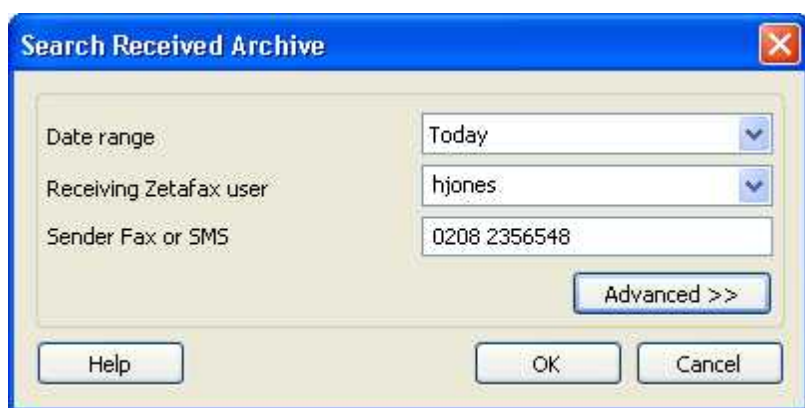 Search Received Archive
Date range Today
Receiving Zetafax user hjones
Sender Fax or SMS 0208 2356548
Advanced >>
Help OK Cancel